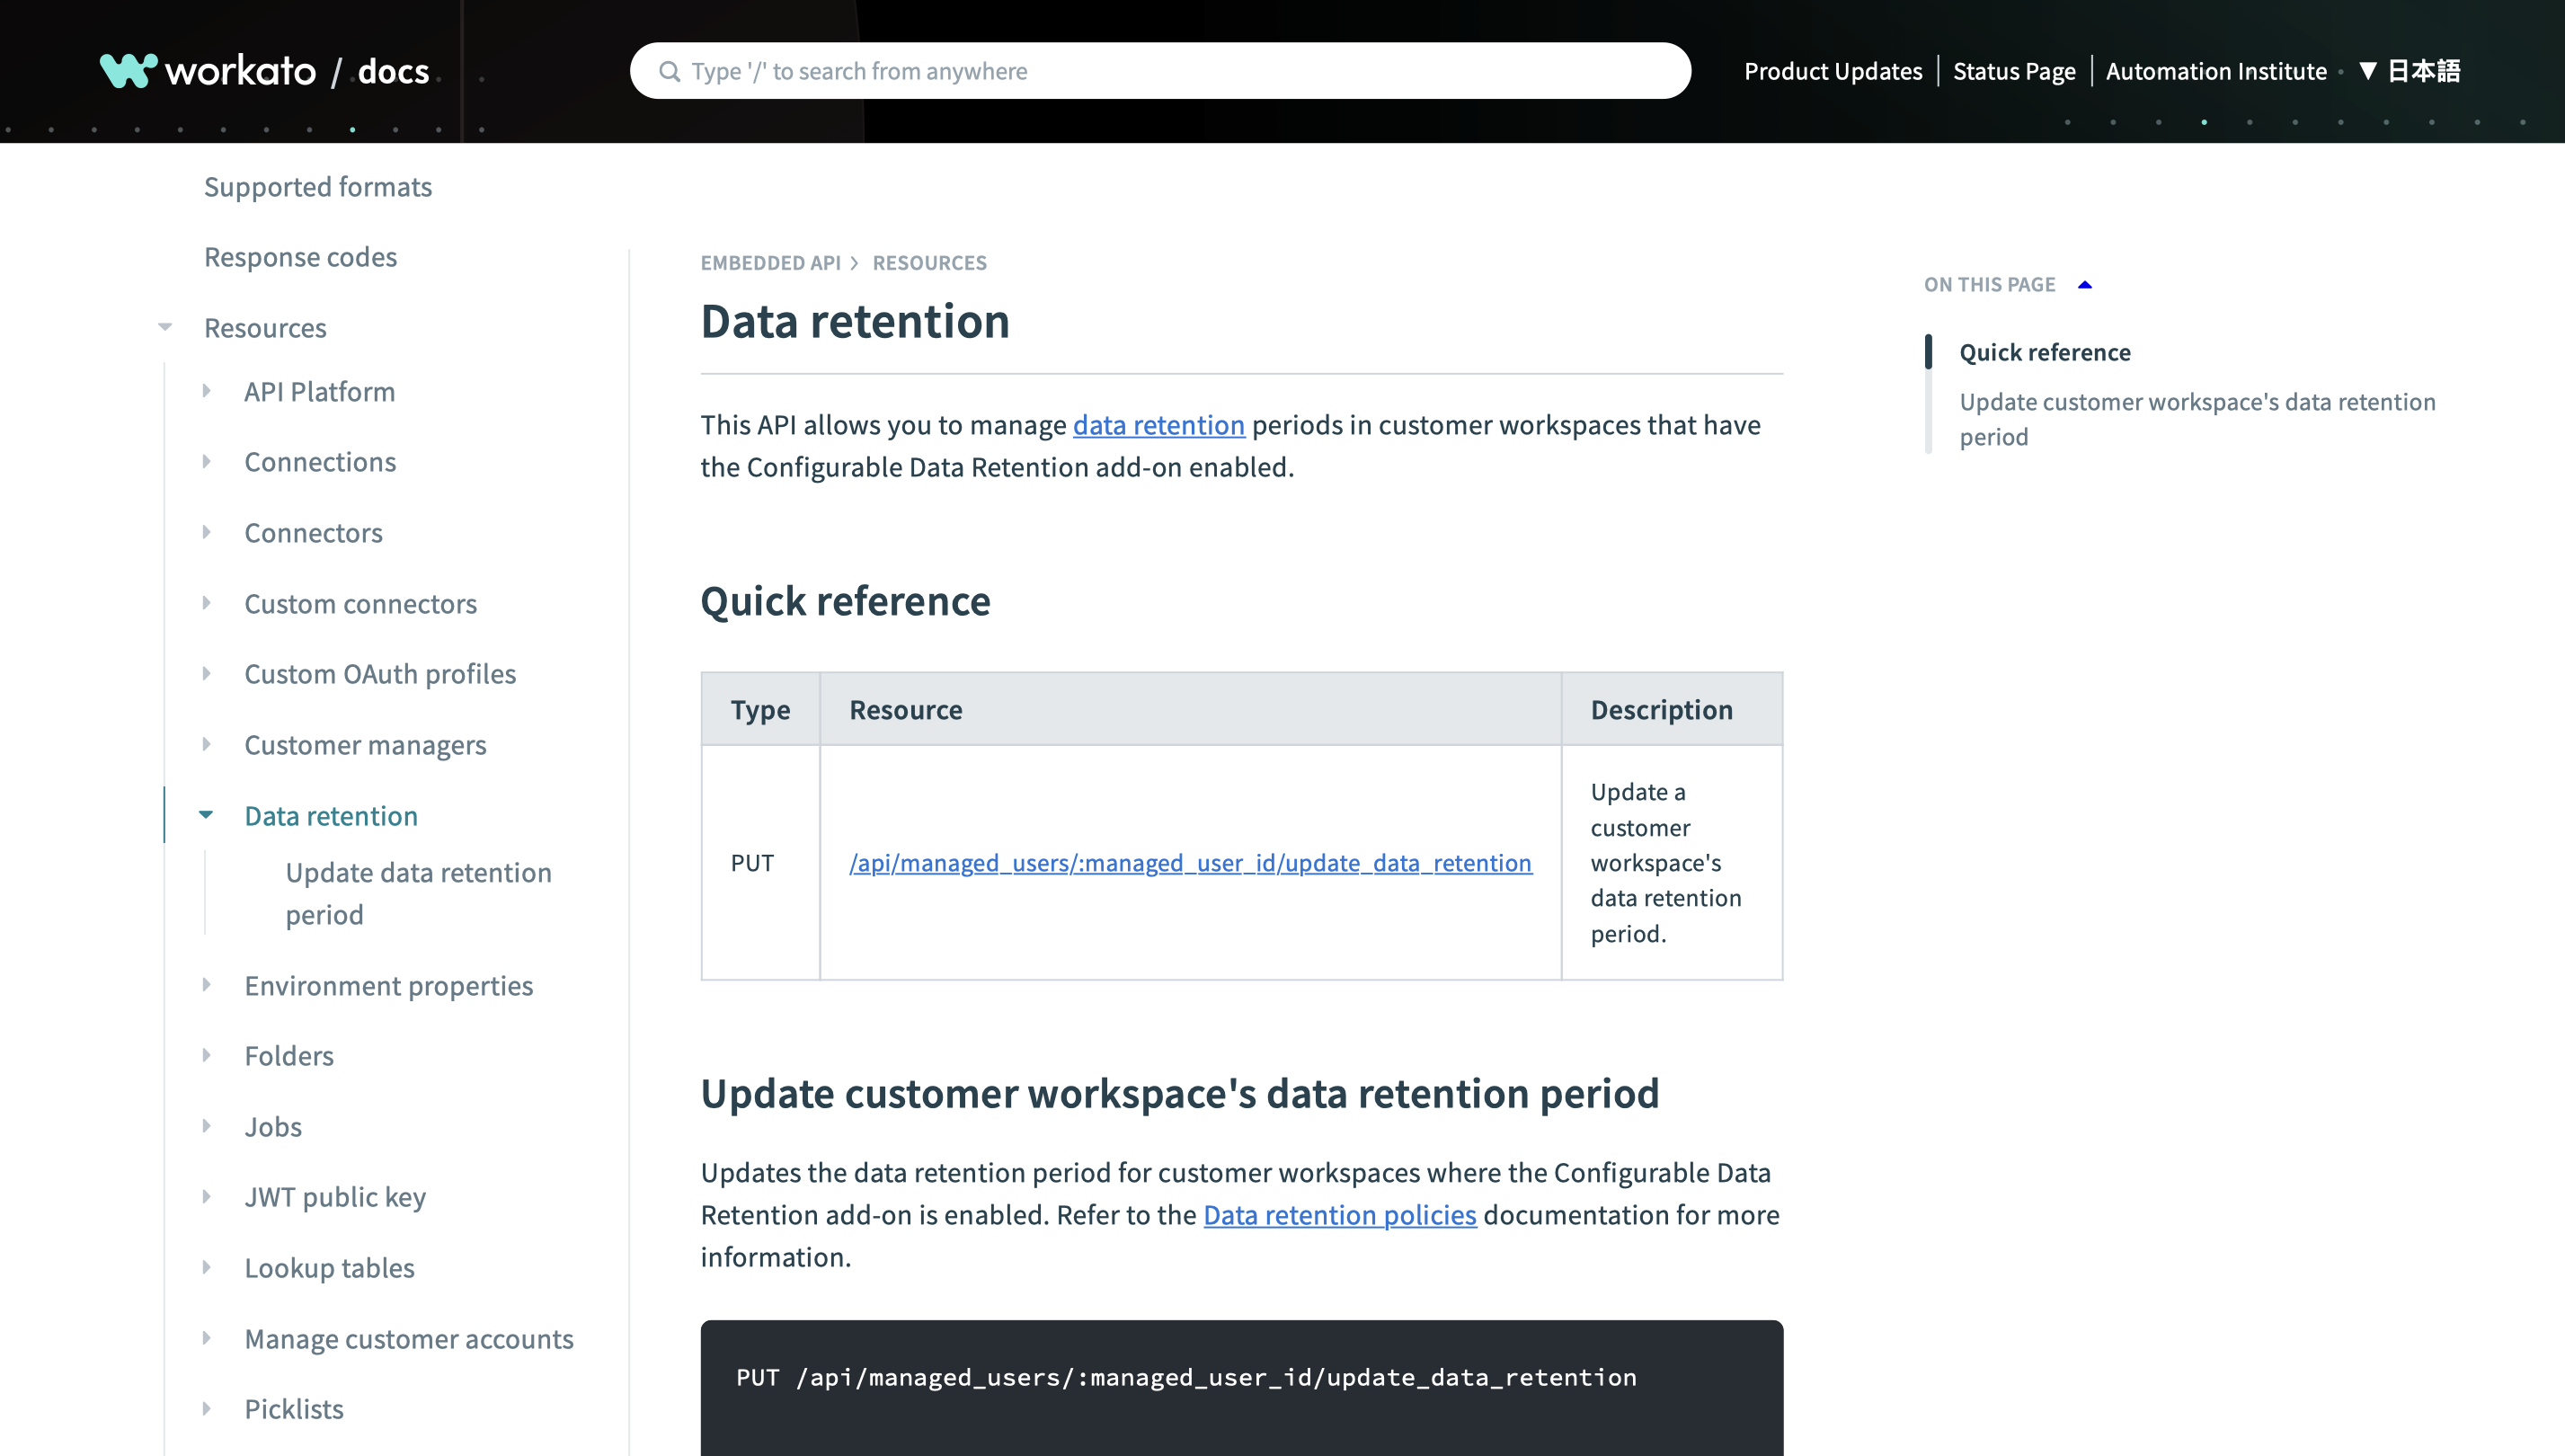 workato / docs
Type '/' to search from anywhere
Product Updates
Status Page
Automation Institute
▼ 日本語
Supported formats
Response codes
Resources
API Platform
Connections
Connectors
Custom connectors
Custom OAuth profiles
Customer managers
Data retention
Update data retention
period
Environment properties
Folders
Jobs
JWT public key
Lookup tables
Manage customer accounts
Picklists
EMBEDDED API > RESOURCES
Data retention
This API allows you to manage data retention periods in customer workspaces that have
the Configurable Data Retention add-on enabled.
Quick reference
Type Resource Description
PUT /api/managed_users/:managed_user_id/update_data_retention
Update a
customer
workspace's
data retention
period.
Update customer workspace's data retention period
Updates the data retention period for customer workspaces where the Configurable Data
Retention add-on is enabled. Refer to the Data retention policies documentation for more
information.
PUT /api/managed_users/:managed_user_id/update_data_retention
ON THIS PAGE
Quick reference
Update customer workspace's data retention
period